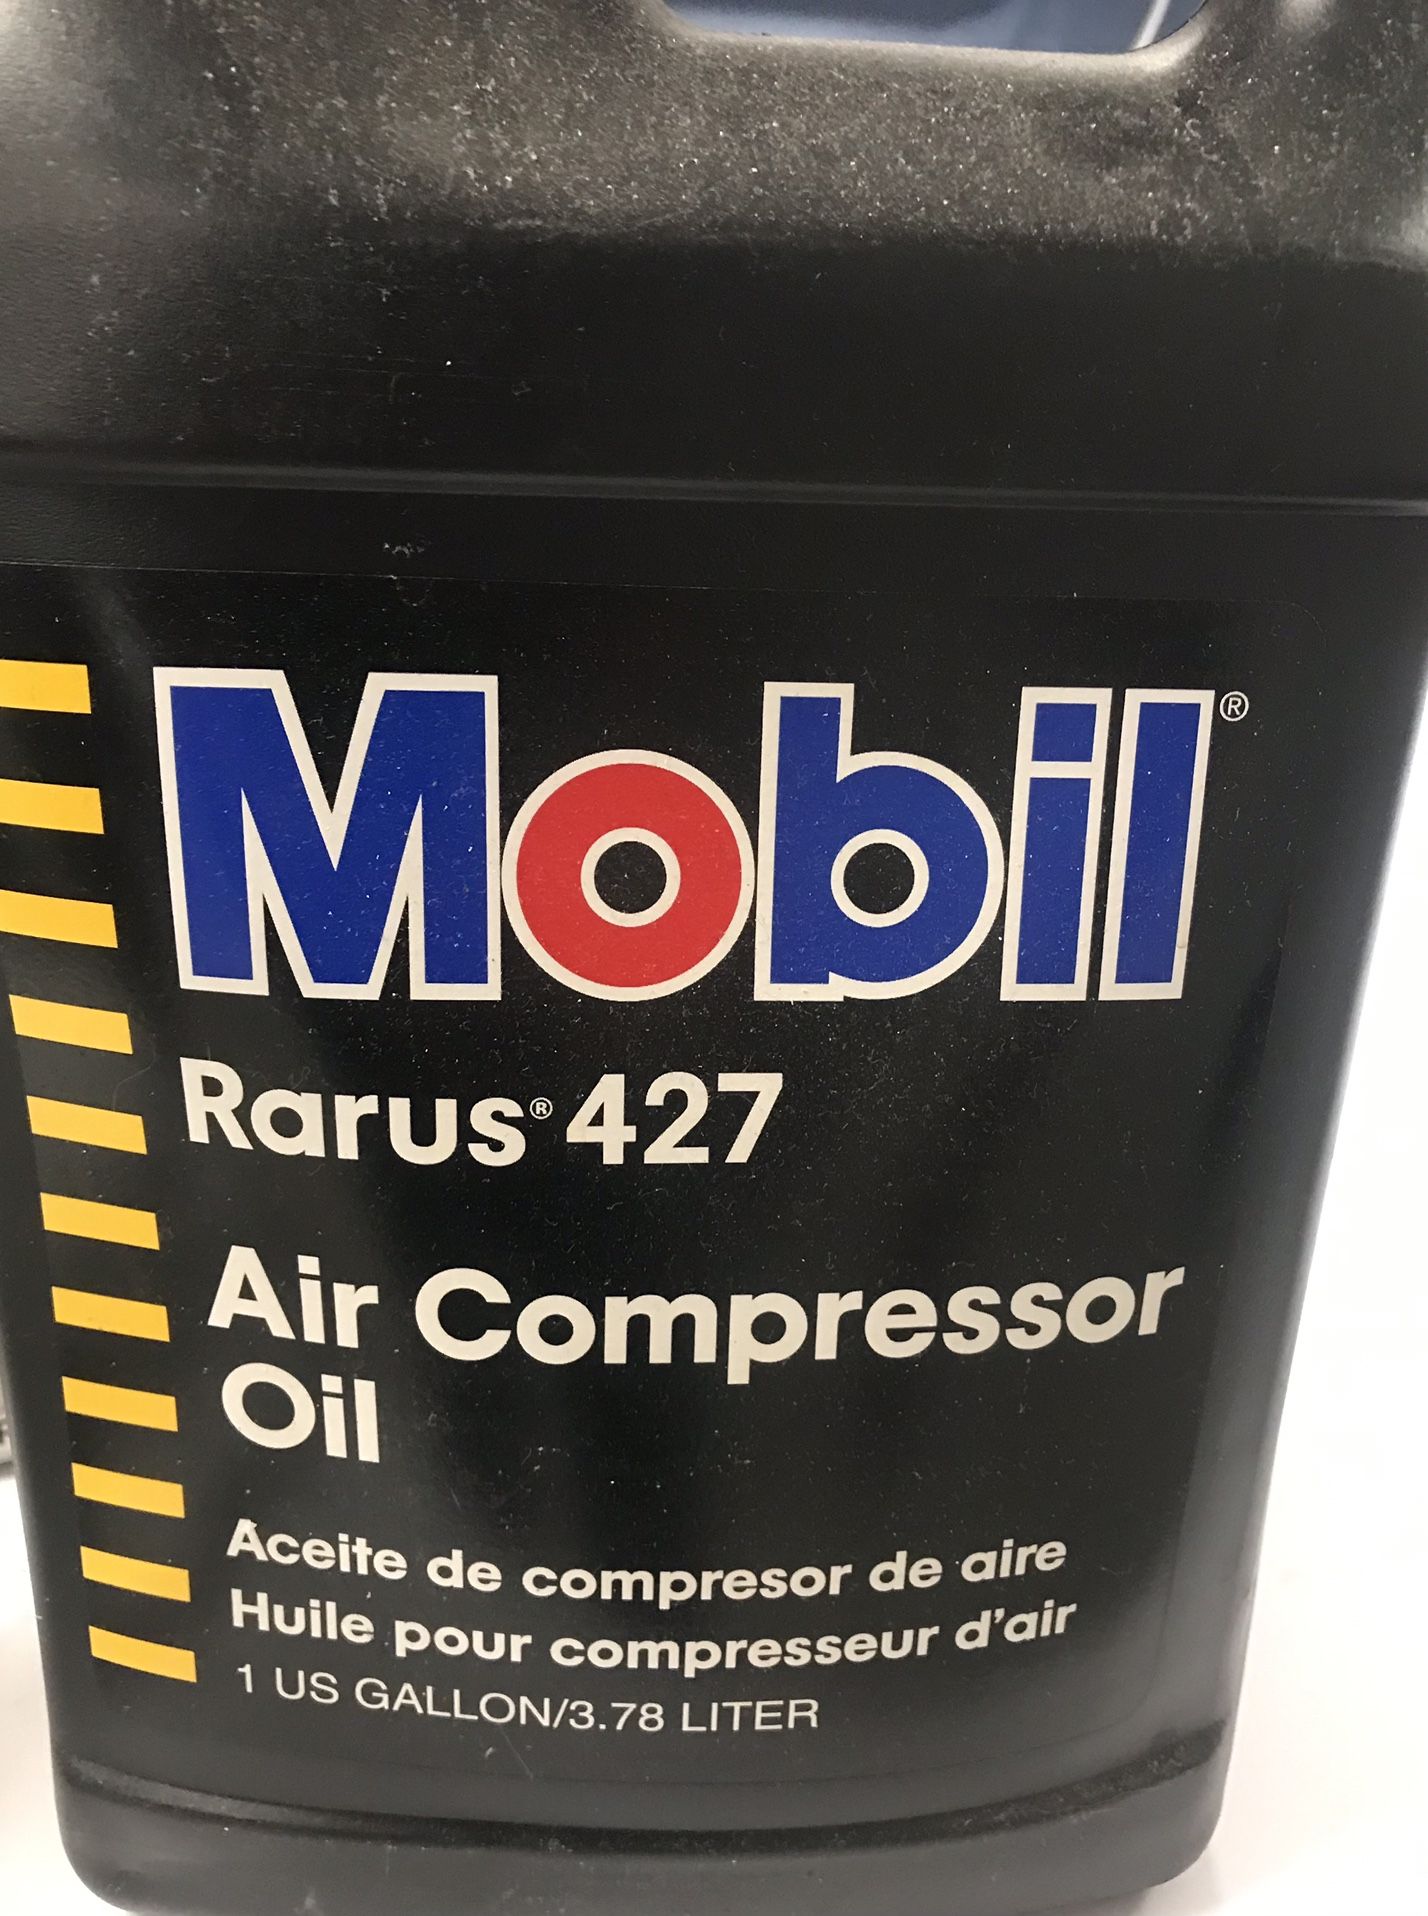 Mobil®
Rarus® 427
Air Compressor
Oil
Aceite de compresor de aire
Huile pour compresseur d'air
1 US GALLON/3.78 LITER